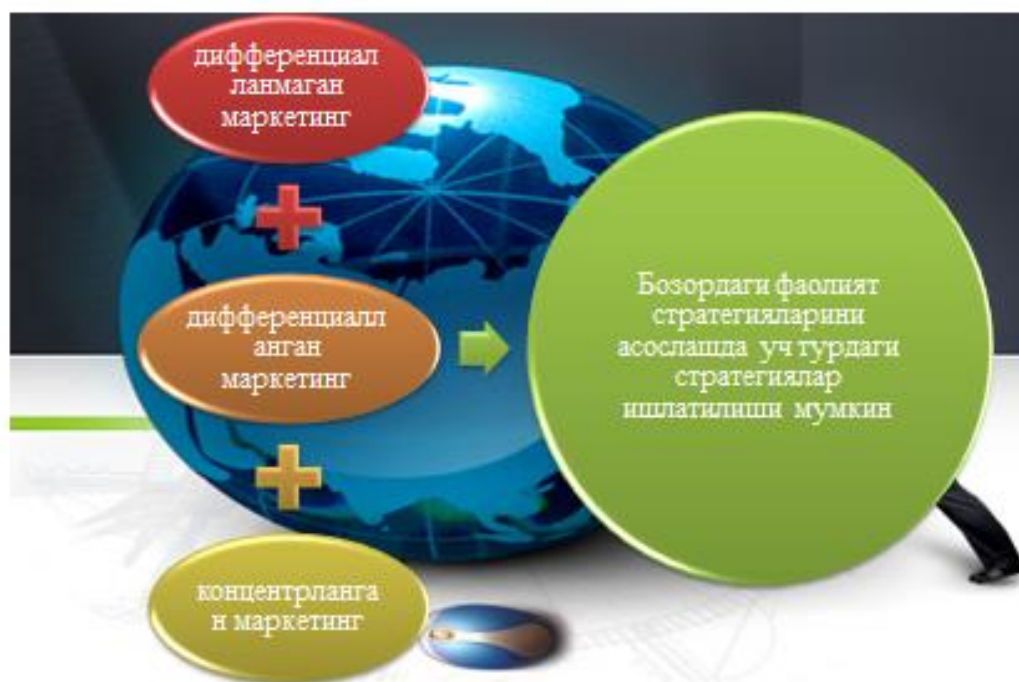 дифференциал
ланмаган
маркетинг
дифференциалл
анган
маркетинг
концентрланга
н маркетинг
Бозордаги фаолият
стратегияларини
асослашда уч турдаги
стратегиялар
ишлатилиши мумкин